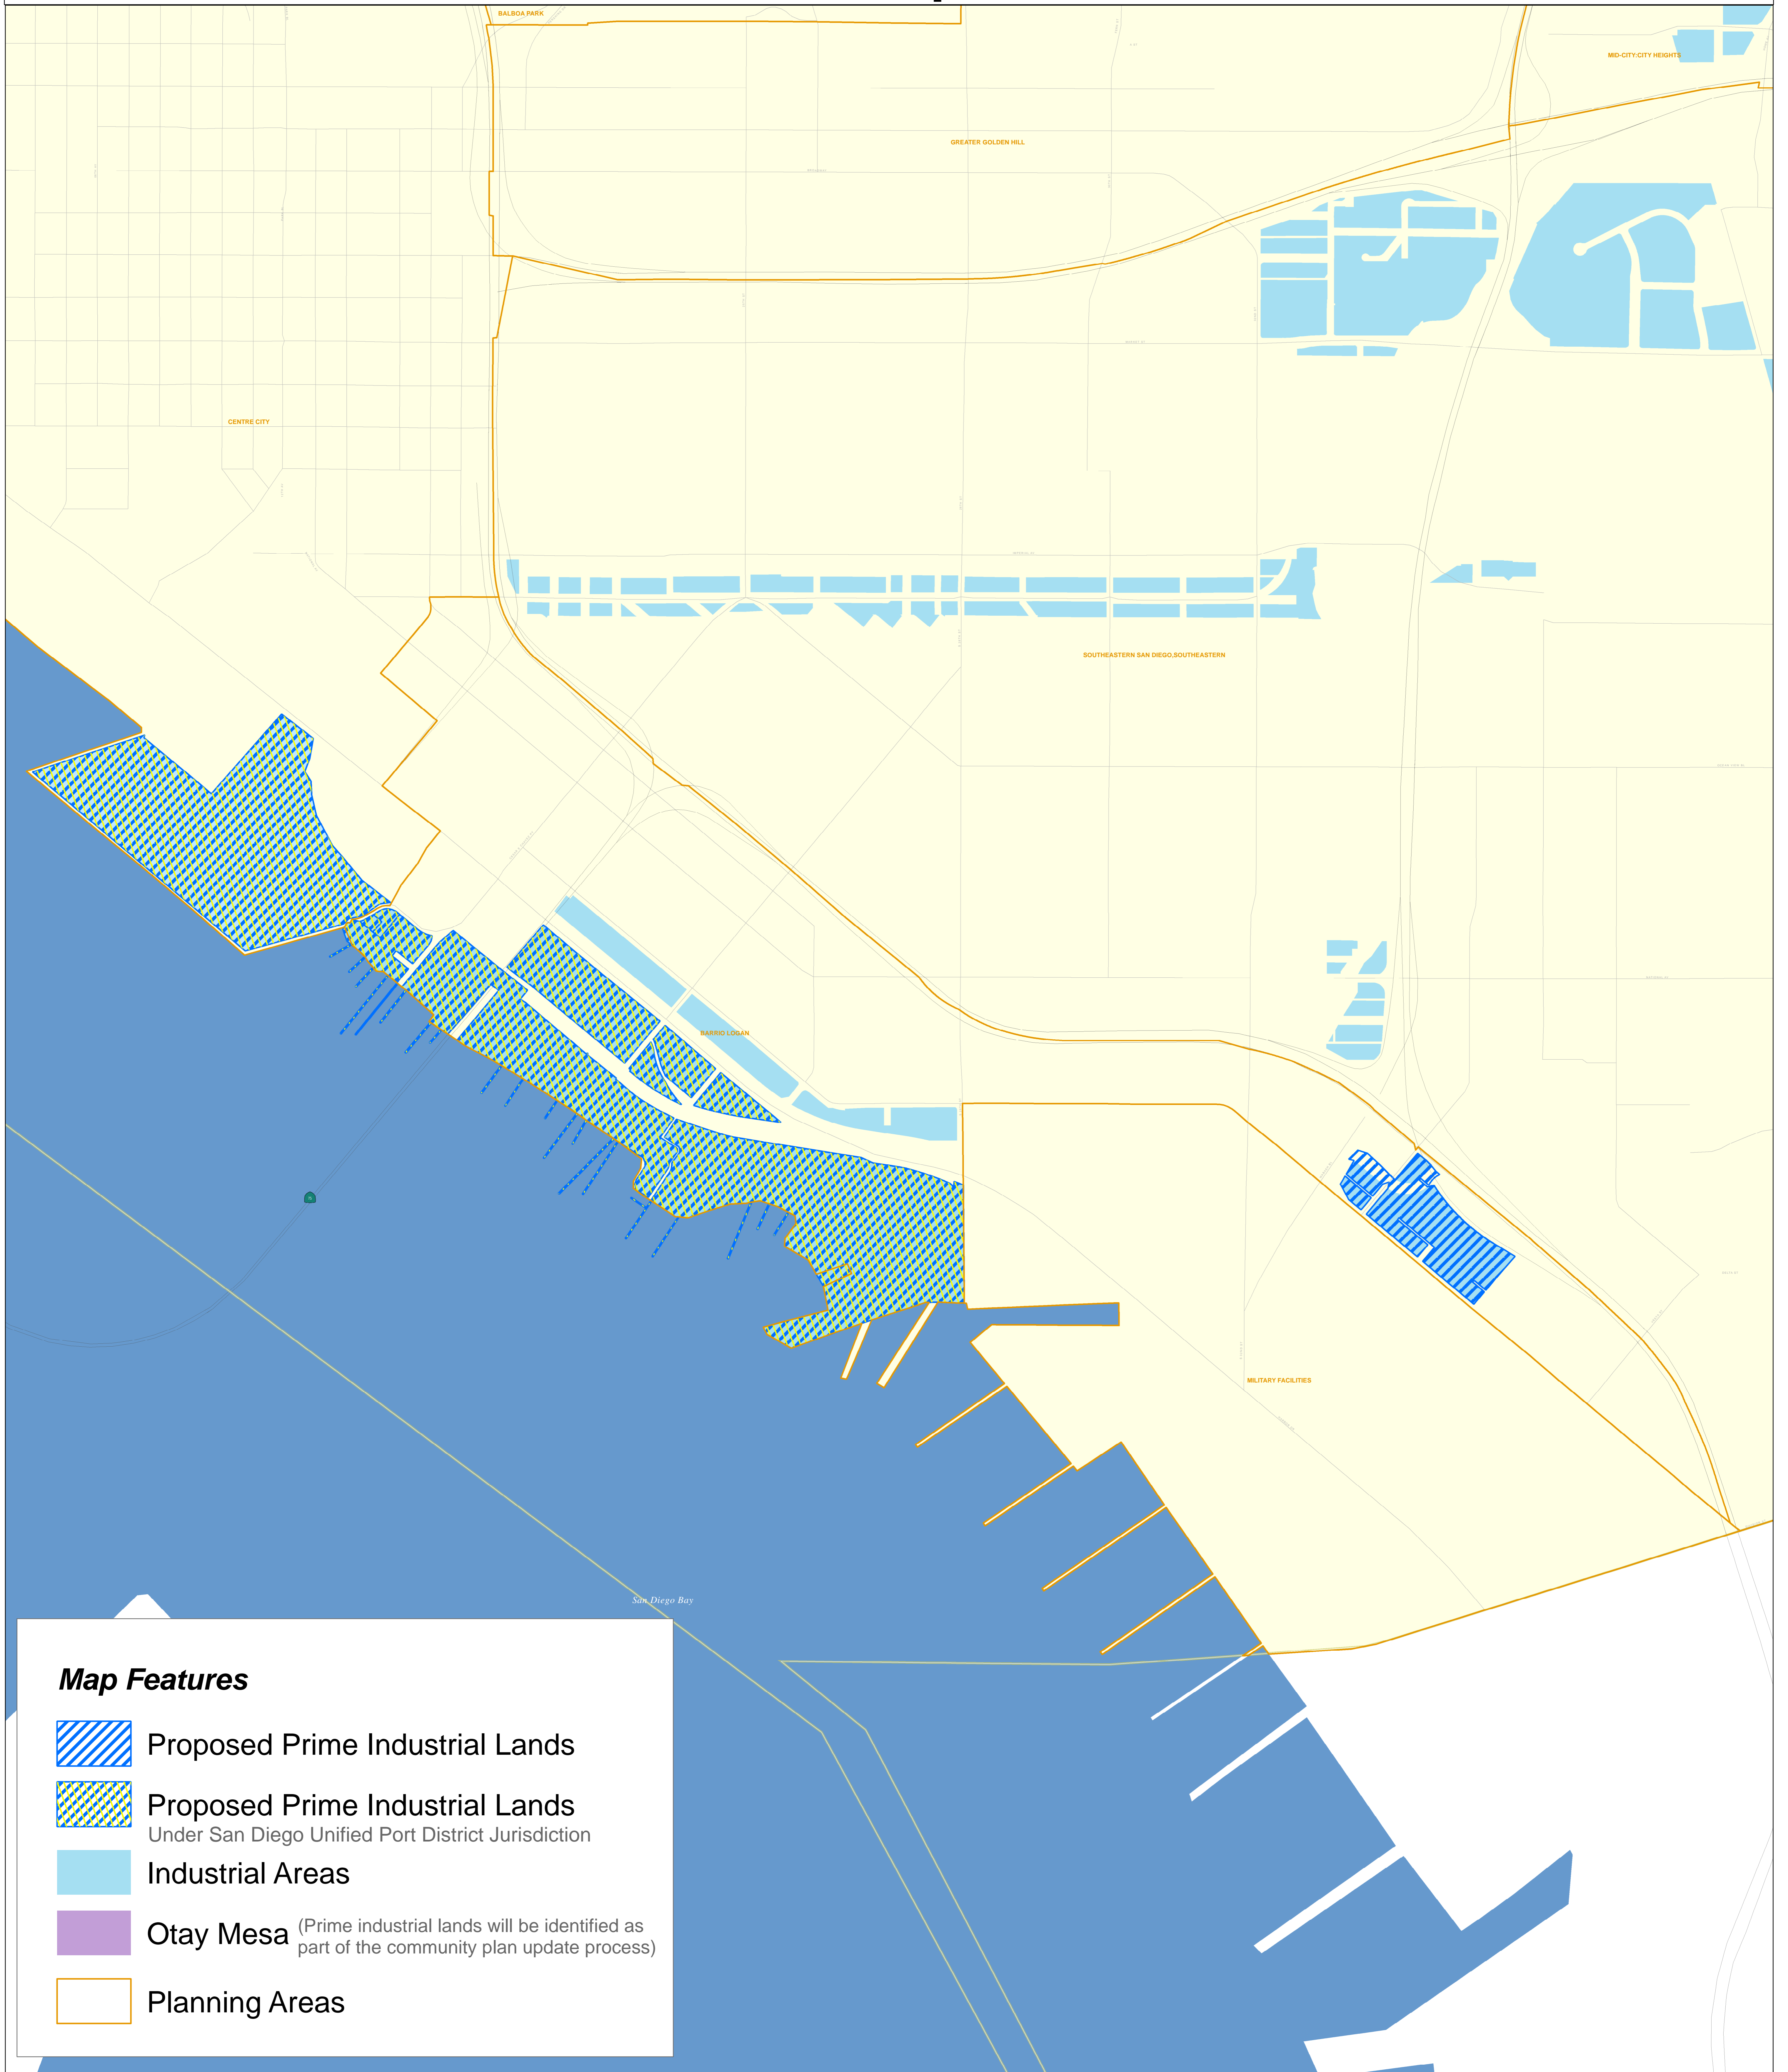 BALBOA PARK
MID-CITY:CITY HEIGHTS
GREATER GOLDEN HILL
CENTRE CITY
SOUTHEASTERN SAN DIEGO,SOUTHEASTERN
BARRIO LOGAN
MILITARY FACILITIES
San Diego Bay
Map Features
Proposed Prime Industrial Lands
Proposed Prime Industrial Lands
Under San Diego Unified Port District Jurisdiction
Industrial Areas
Otay Mesa (Prime industrial lands will be identified as
part of the community plan update process)
Planning Areas